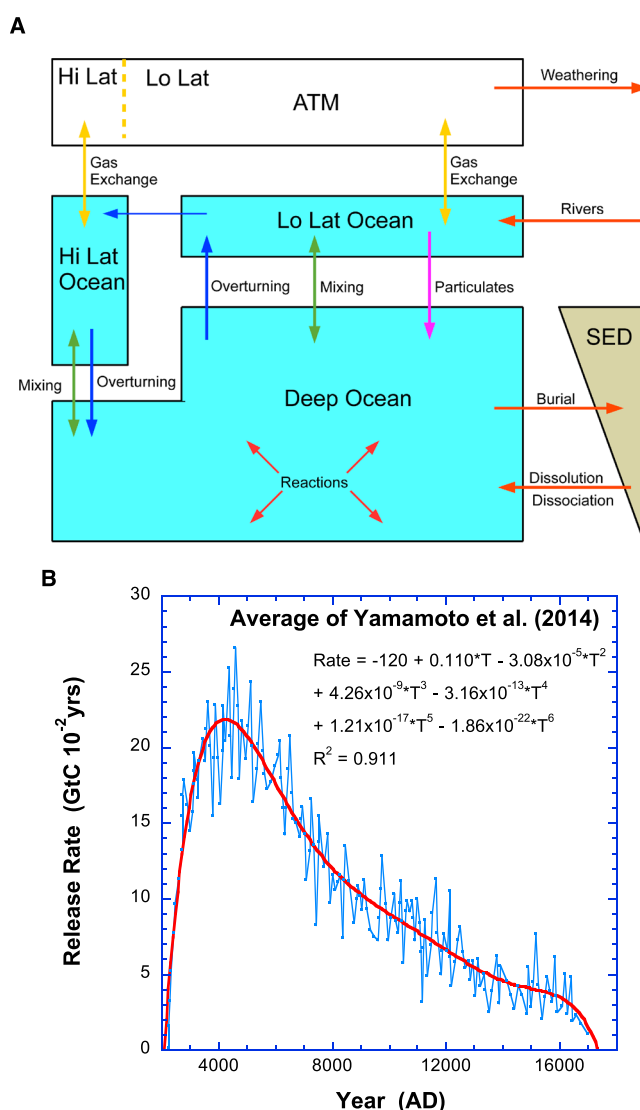 A
Hi Lat
Lo Lat
ATM
Weathering
Gas
Exchange
Gas
Exchange
Lo Lat Ocean
Rivers
Hi Lat
Ocean
Overturning
Mixing
Particulates
SED
Mixing
Overturning
Deep Ocean
Burial
Reactions
Dissolution
Dissociation
B
30
25
20
15
10
5
0
Release Rate (GtC 10⁻²yrs)
Average of Yamamoto et al. (2014)
Rate = -120 + 0.110*T - 3.08x10⁻⁵*T²
+ 4.26x10⁻⁹*T³ - 3.16x10⁻¹³*T⁴
+ 1.21x10⁻¹⁷*T⁵ - 1.86x10⁻²²*T⁶
R² = 0.911
4000
8000
12000
16000
Year (AD)